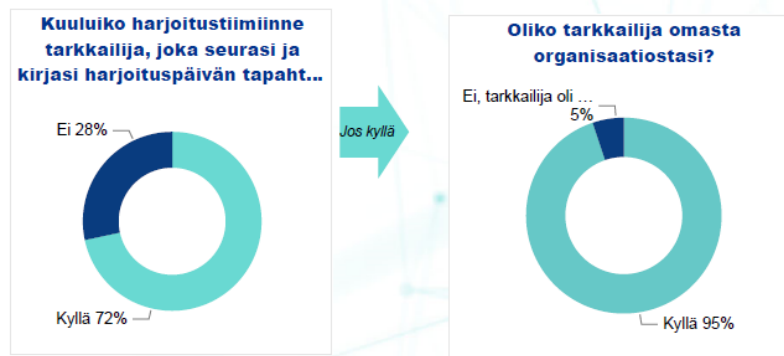 Kuuluiko harjoitustiimiinne
tarkkailija, joka seurasi ja
kirjasi harjoituspäivän tapaht...
Ei 28%
Kyllä 72%
Jos kyllä
Oliko tarkkailija omasta
organisaatiostasi?
Ei, tarkkailija oli ...
5%
Kyllä 95%